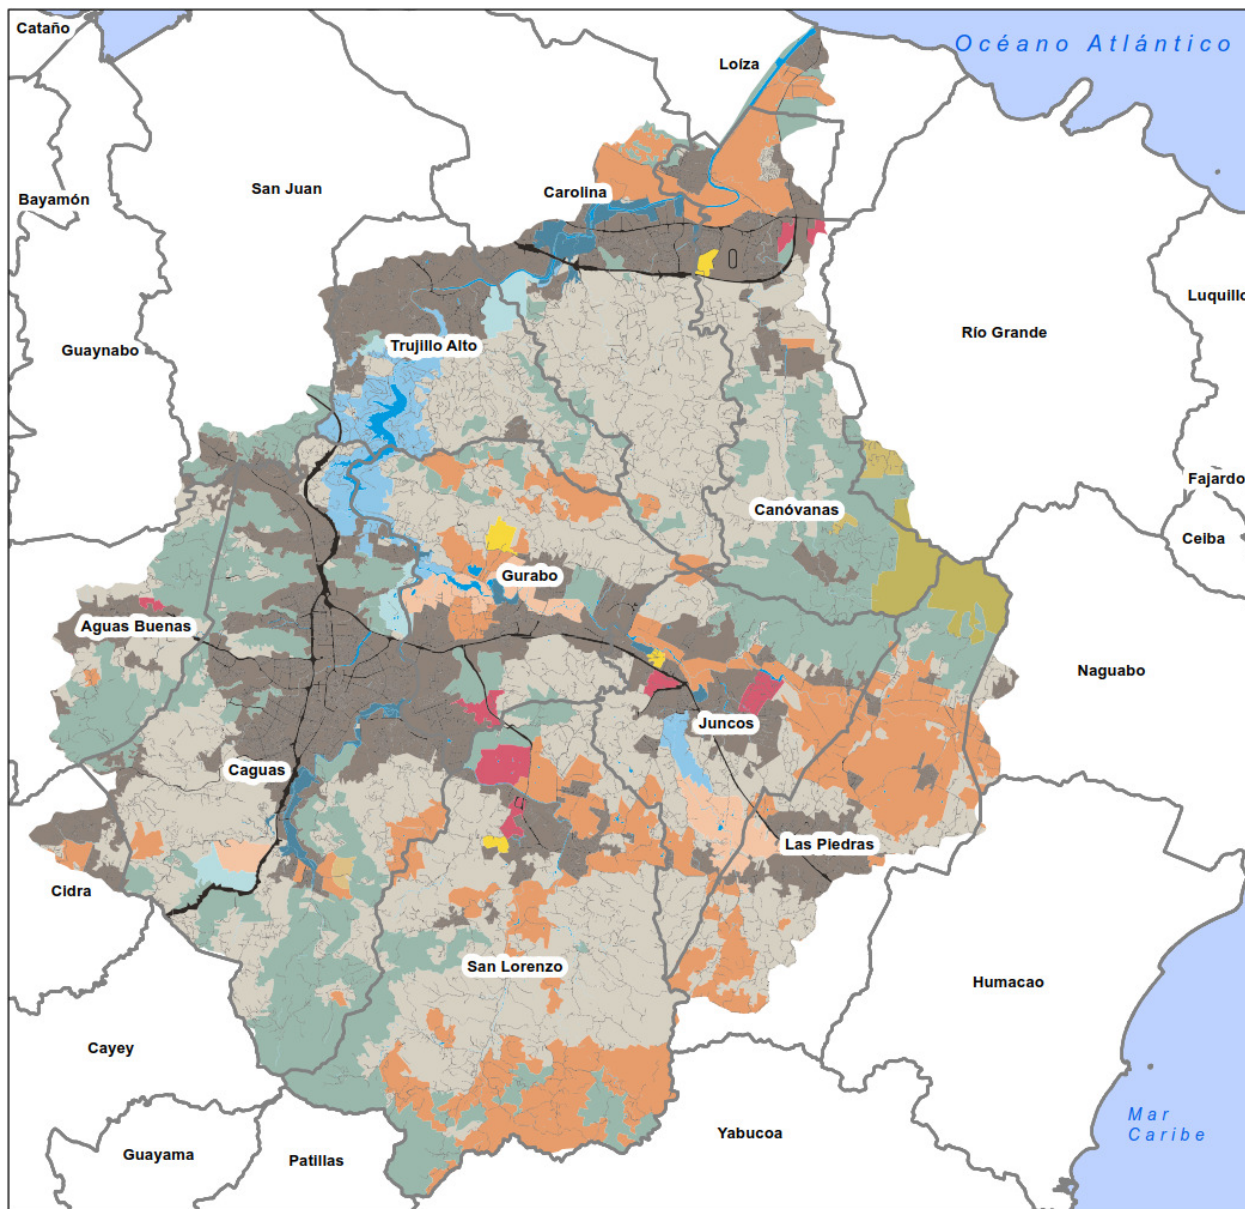 Cataño
Océano Atlántico
Loíza
San Juan
Carolina
Bayamón
Luquillo
Río Grande
Guaynabo
Trujillo Alto
Fajardo
Canóvanas
Ceiba
Gurabo
Aguas Buenas
Naguabo
Juncos
Caguas
Las Piedras
Cidra
San Lorenzo
Humacao
Cayey
Mar
Caribe
Yabucoa
Guayama
Patillas